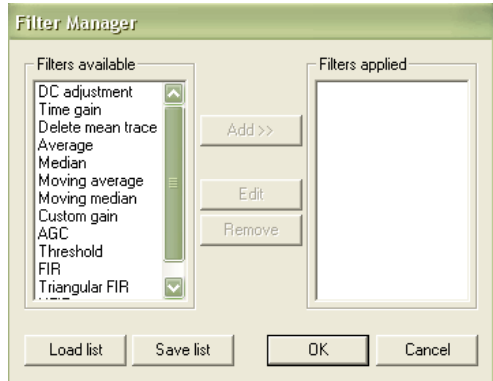 Filter Manager
Filters available
DC adjustment
Time gain
Delete mean trace
Average
Median
Moving average
Moving median
Custom gain
AGC
Threshold
FIR
Triangular FIR
Add >>
Edit
Remove
Filters applied
Load list
Save list
OK
Cancel